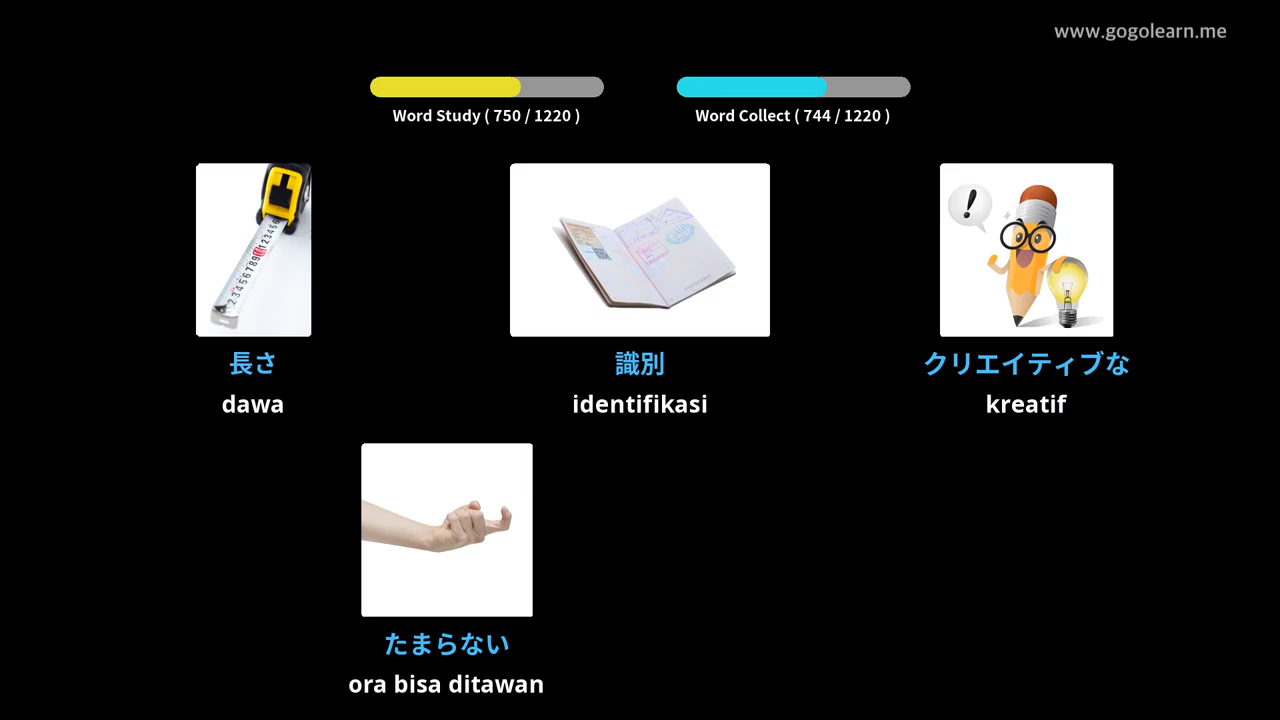 www.gogolearn.me
Word Study ( 750 / 1220 )
Word Collect ( 744 / 1220 )
長さ
dawa
識別
identifikasi
クリエイティブな
kreatif
たまらない
ora bisa ditawan